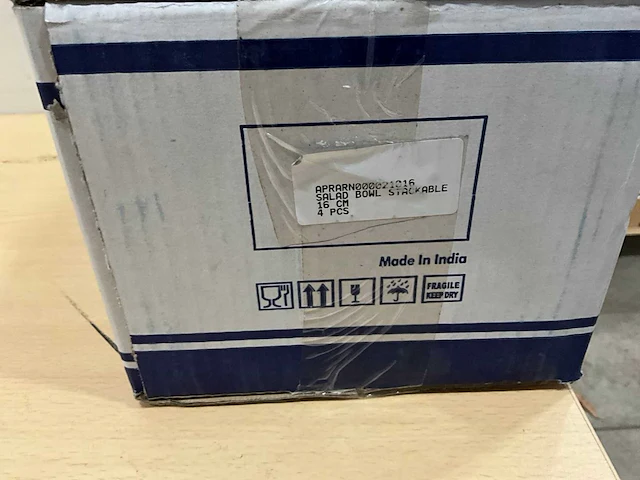 APRARN000021016
SALAD BOWL STACKABLE
16 CM
4 PCS
Made In India
FRAGILE
KEEP DRY